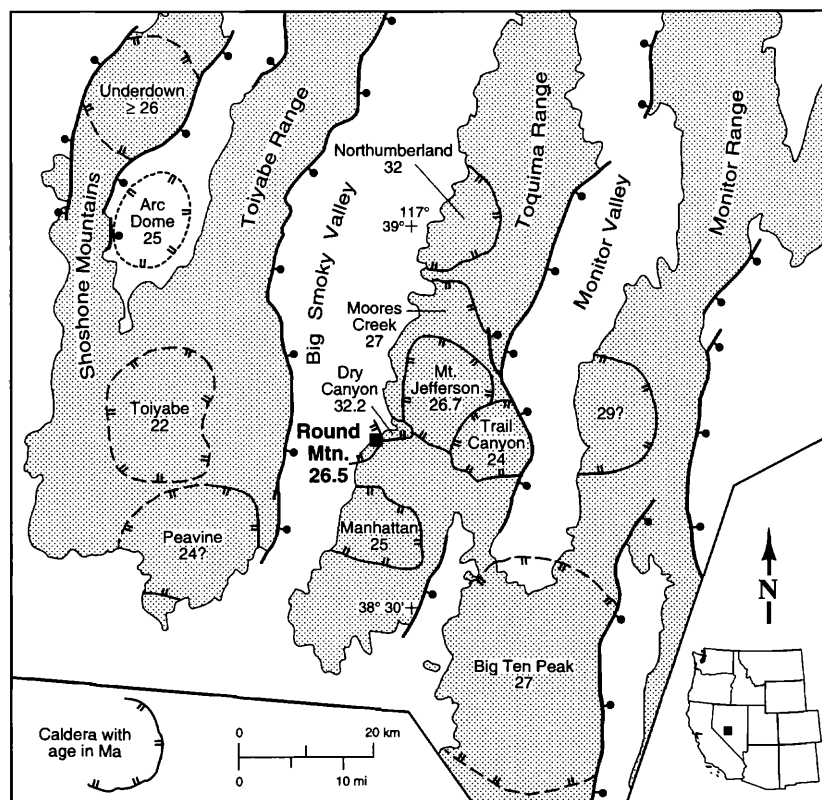 Underdown
≥ 26
Arc
Dome
25
Shoshone Mountains
Toiyabe Range
Big Smoky Valley
Northumberland
32
117°
39°
Toquima Range
Monitor Valley
Monitor Range
Moores
Creek
27
Dry
Canyon
32.2
Mt.
Jefferson
26.7
Toiyabe
22
Round
Mtn.
26.5
Trail
Canyon
24
29?
Peavine
24?
Manhattan
25
38° 30'
Big Ten Peak
27
N
Caldera with
age in Ma
0 20 km
0 10 mi